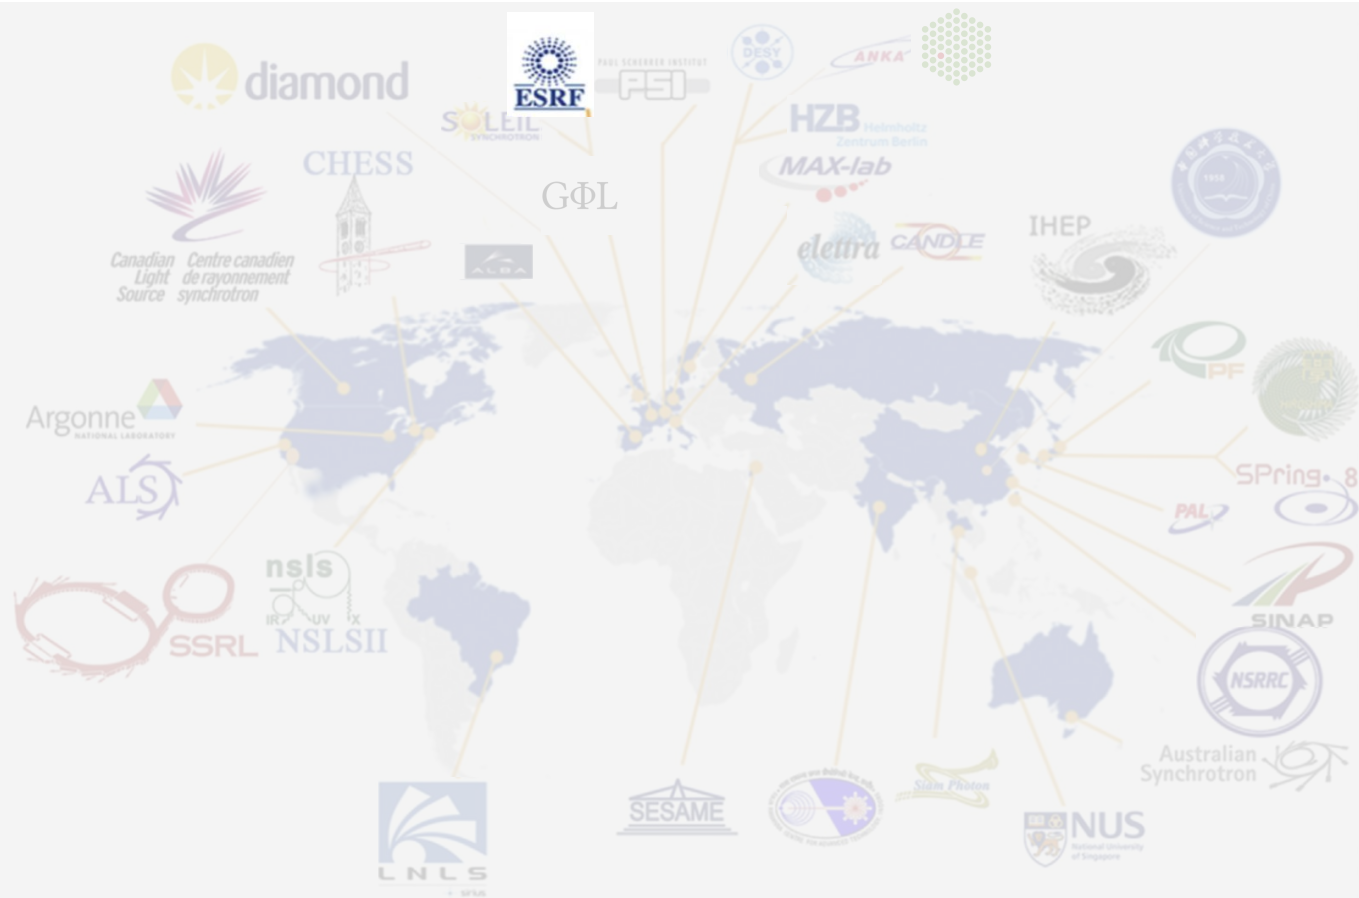 diamond
SOLEIL
SYNCHROTRON
ESRF
PAUL SCHERRER INSTITUT
PSI
DESY
ANKA
HZB Helmholtz
Zentrum Berlin
MAX-lab
CHESS
GΦL
1958
Canadian Centre canadien
Light de rayonnement
Source synchrotron
ALBA
elettra
CANDLE
IHEP
PF
Argonne
NATIONAL LABORATORY
ALS
SPring-8
PAL
nsls
IR UV X
NSLSII
SSRL
SINAP
NSRRC
Australian
Synchrotron
LNLS
SESAME
Siam Photon
NUS
National University
of Singapore